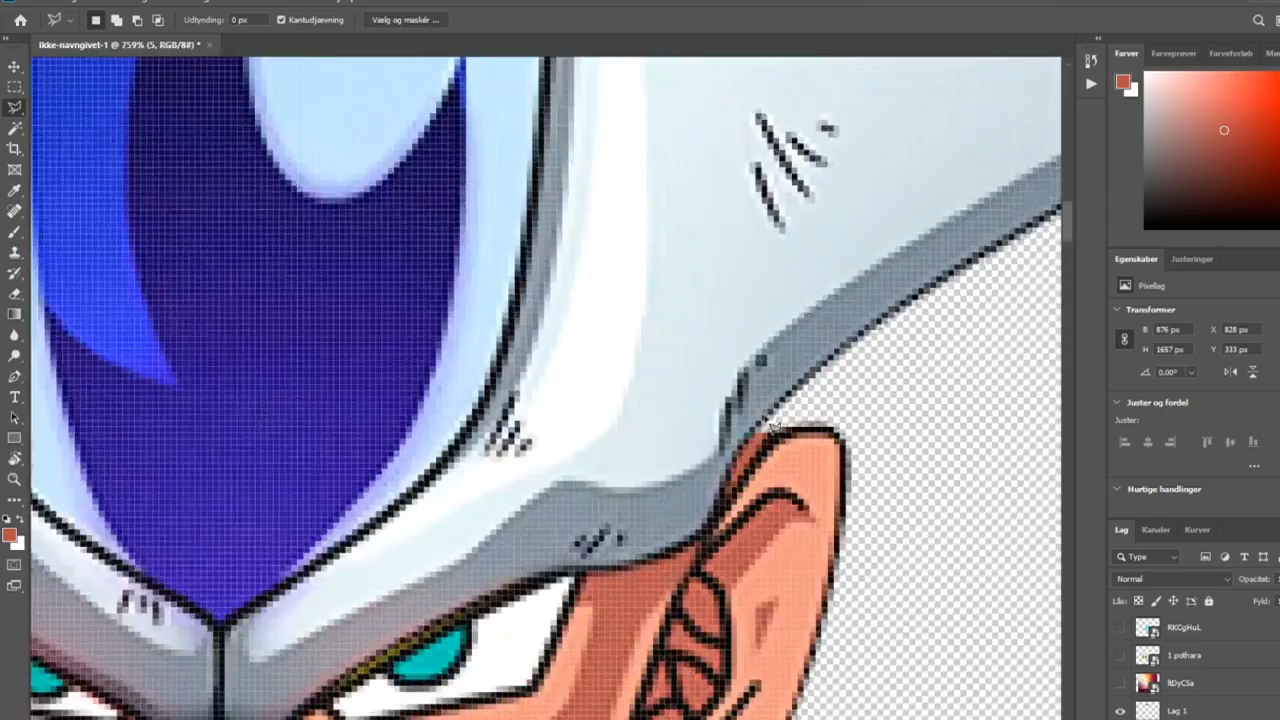 Udtynding: 0 px Kantudjævning Vælg og maskér ...
Ikke-navngivet-1 @ 759% (5, RGB/8#) * ×
Farver Farveprøver Farveforløb
Egenskaber Justeringer
Pixellag
Transformer
B 876 px X 828 px
H 1657 px Y 333 px
0,00°
Juster og fordel
Juster:
...
Hurtige handlinger
Lag Kanaler Kurver
Type
Normal Opacitet:
Lås: Fyld:
RKCgHuL
1 pothara
ltDyCSa
Lag 1